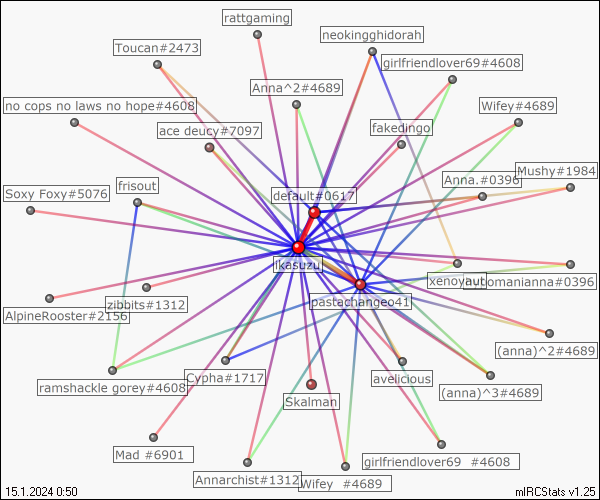 rattgaming
neokingghidorah
Toucan#2473
girlfriendlover69#4608
Anna^2#4689
no cops no laws no hope#4608
Wifey#4689
ace deucy#7097
fakedingo
Mushy#1984
Anna.#0396
frisout
Soxy Foxy#5076
default#0617
ikasuzu
xenoy
automanianna#0396
pastachangeo41
zibbits#1312
AlpineRooster#2156
(anna)^2#4689
Cypha#1717
avelicious
ramshackle gorey#4608
(anna)^3#4689
Skalman
Mad #6901
girlfriendlover69 #4608
Annarchist#1312
Wifey #4689
15.1.2024 0:50
mIRCStats v1.25